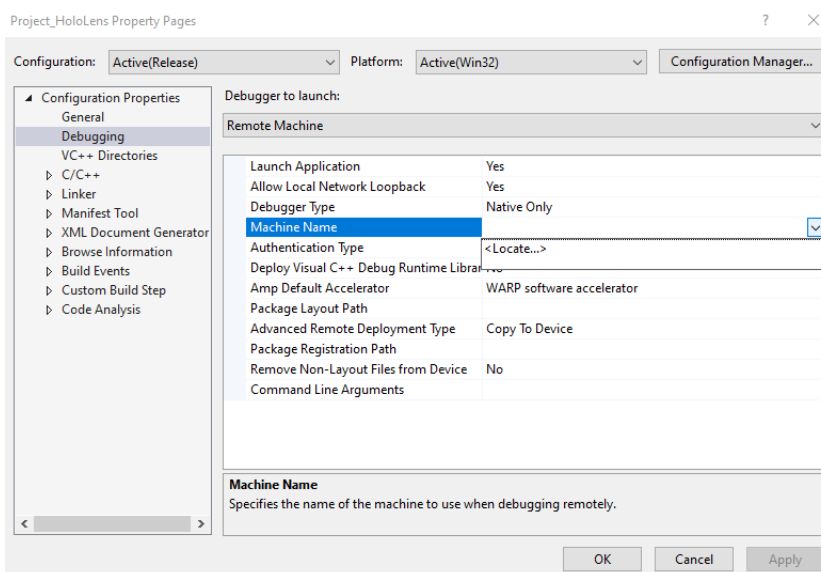 Project_HoloLens Property Pages
?
Configuration: Active(Release) Platform: Active(Win32) Configuration Manager...
Configuration Properties
General
Debugging
VC++ Directories
C/C++
Linker
Manifest Tool
XML Document Generator
Browse Information
Build Events
Custom Build Step
Code Analysis
Debugger to launch:
Remote Machine
Launch Application Yes
Allow Local Network Loopback Yes
Debugger Type Native Only
Machine Name
Authentication Type <Locate...>
Deploy Visual C++ Debug Runtime Librar
Amp Default Accelerator WARP software accelerator
Package Layout Path
Advanced Remote Deployment Type Copy To Device
Package Registration Path
Remove Non-Layout Files from Device No
Command Line Arguments
Machine Name
Specifies the name of the machine to use when debugging remotely.
OK Cancel Apply